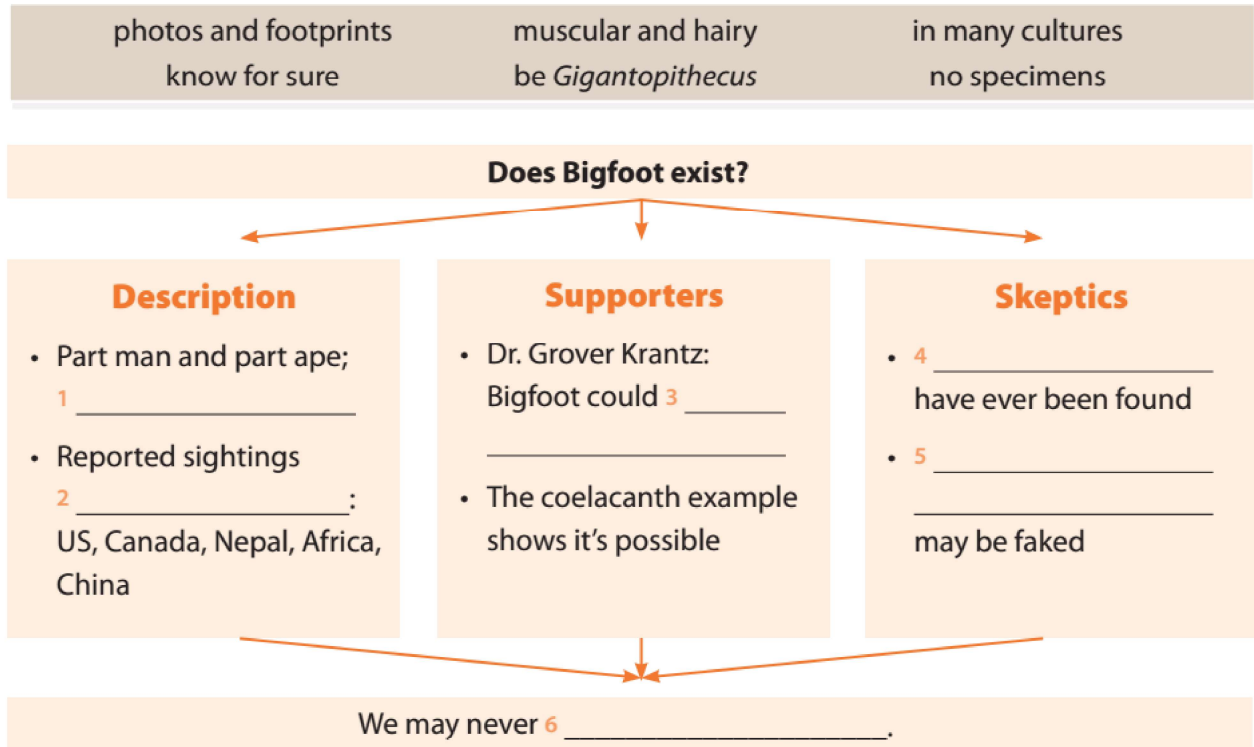 photos and footprints muscular and hairy in many cultures
know for sure be Gigantopithecus no specimens
Does Bigfoot exist?
Description
• Part man and part ape;
1 ____________________
• Reported sightings
2 ____________________:
US, Canada, Nepal, Africa,
China
Supporters
• Dr. Grover Krantz:
Bigfoot could 3 ________
____________________
• The coelacanth example
shows it's possible
Skeptics
• 4 ____________________
have ever been found
• 5 ____________________
____________________
may be faked
We may never 6 ____________________.